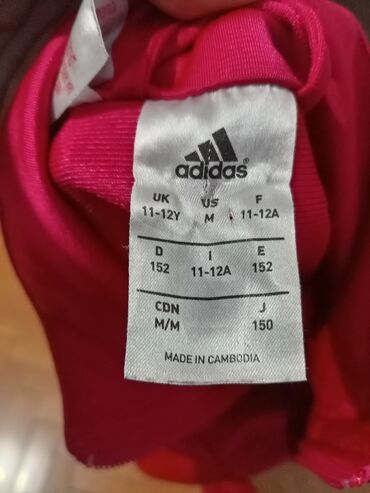 adidas
UK US F
11-12Y M 11-12A
D I E
152 11-12A 152
CDN J
M/M 150
MADE IN CAMBODIA